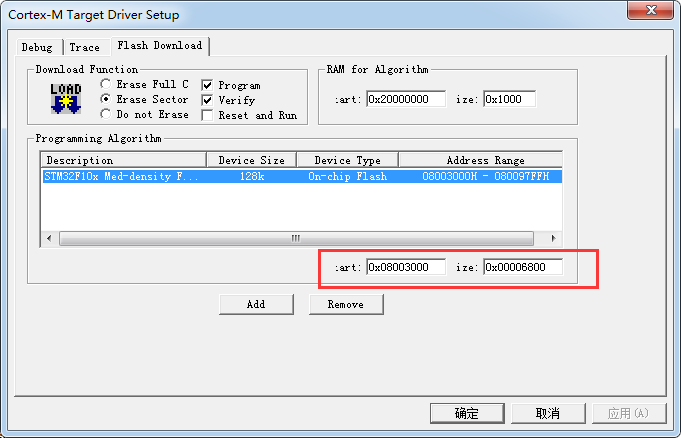 Cortex-M Target Driver Setup
Debug Trace Flash Download
Download Function
LOAD
Erase Full C
Erase Sector
Do not Erase
Program
Verify
Reset and Run
RAM for Algorithm
:art: 0x20000000 ize: 0x1000
Programming Algorithm
Description Device Size Device Type Address Range
STM32F10x Med-density F... 128k On-chip Flash 08003000H - 080097FFH
:art: 0x08003000 ize: 0x00006800
Add Remove
确定 取消 应用(A)